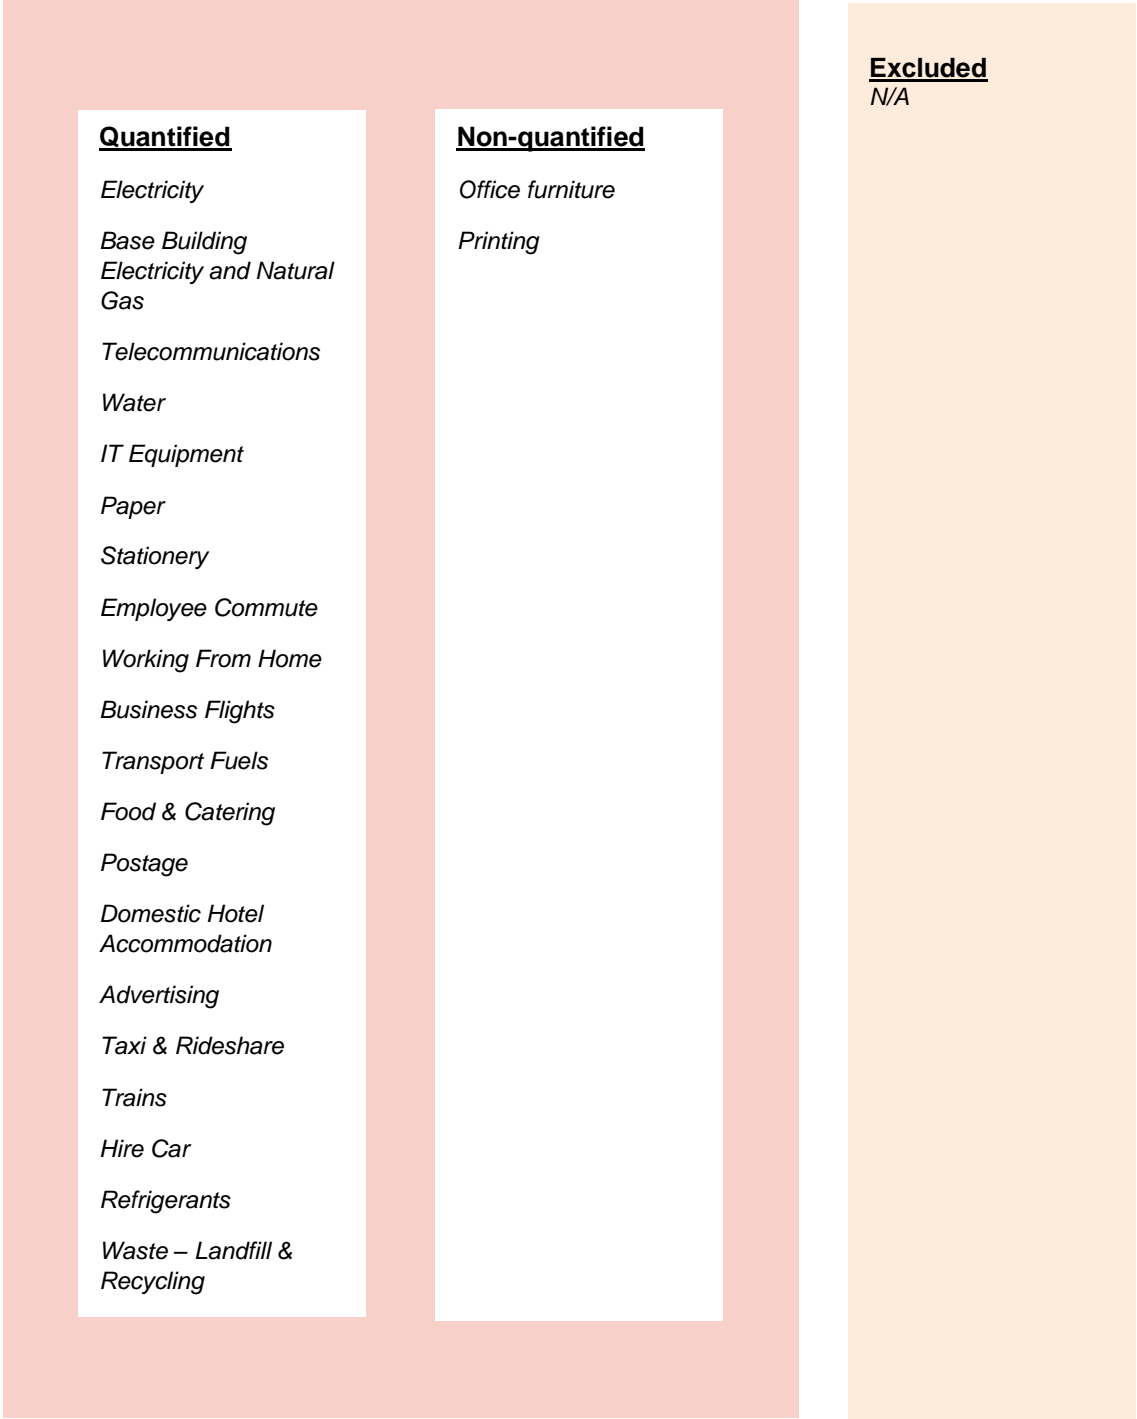 Quantified
Electricity
Base Building
Electricity and Natural
Gas
Telecommunications
Water
IT Equipment
Paper
Stationery
Employee Commute
Working From Home
Business Flights
Transport Fuels
Food & Catering
Postage
Domestic Hotel
Accommodation
Advertising
Taxi & Rideshare
Trains
Hire Car
Refrigerants
Waste – Landfill &
Recycling
Non-quantified
Office furniture
Printing
Excluded
N/A